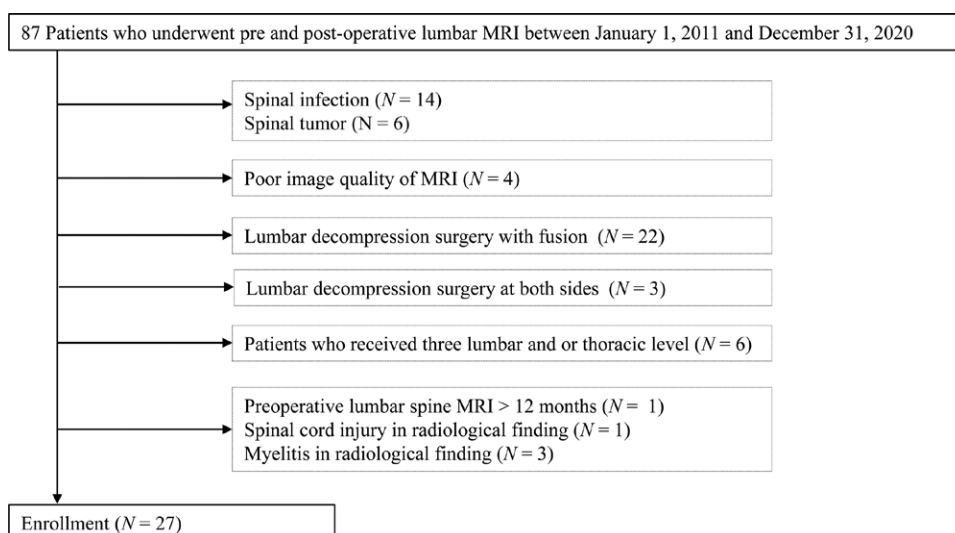 87 Patients who underwent pre and post-operative lumbar MRI between January 1, 2011 and December 31, 2020
Spinal infection (N = 14)
Spinal tumor (N = 6)
Poor image quality of MRI (N = 4)
Lumbar decompression surgery with fusion (N = 22)
Lumbar decompression surgery at both sides (N = 3)
Patients who received three lumbar and or thoracic level (N = 6)
Preoperative lumbar spine MRI > 12 months (N = 1)
Spinal cord injury in radiological finding (N = 1)
Myelitis in radiological finding (N = 3)
Enrollment (N = 27)